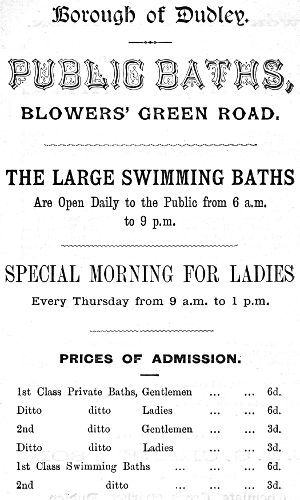 Borough of Dudley.
PUBLIC BATHS,
BLOWERS' GREEN ROAD.
THE LARGE SWIMMING BATHS
Are Open Daily to the Public from 6 a.m.
to 9 p.m.
SPECIAL MORNING FOR LADIES
Every Thursday from 9 a.m. to 1 p.m.
PRICES OF ADMISSION.
1st Class Private Baths, Gentlemen ... ... 6d.
Ditto ditto Ladies ... ... 6d.
2nd ditto Gentlemen ... ... 3d.
Ditto ditto Ladies ... ... 3d.
1st Class Swimming Baths ... ... ... 6d.
2nd ditto ... ... ... 3d.